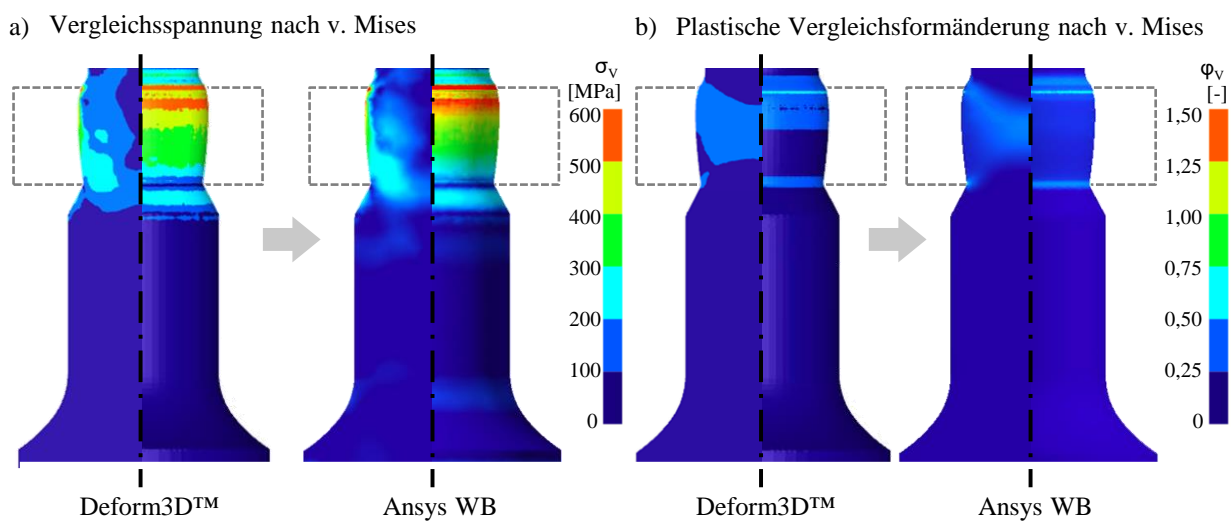 a) Vergleichsspannung nach v. Mises
b) Plastische Vergleichsformänderung nach v. Mises
σᵥ
[MPa]
600
500
400
300
200
100
0
φᵥ
[-]
1,50
1,25
1,00
0,75
0,50
0,25
0
Deform3D™
Ansys WB
Deform3D™
Ansys WB